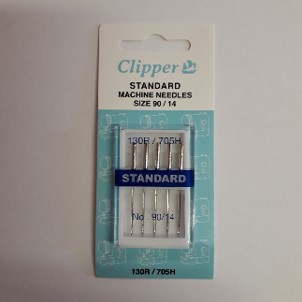 Clipper
STANDARD
MACHINE NEEDLES
SIZE 90 / 14
130R / 705H
STANDARD
No. 90/14
130R / 705H